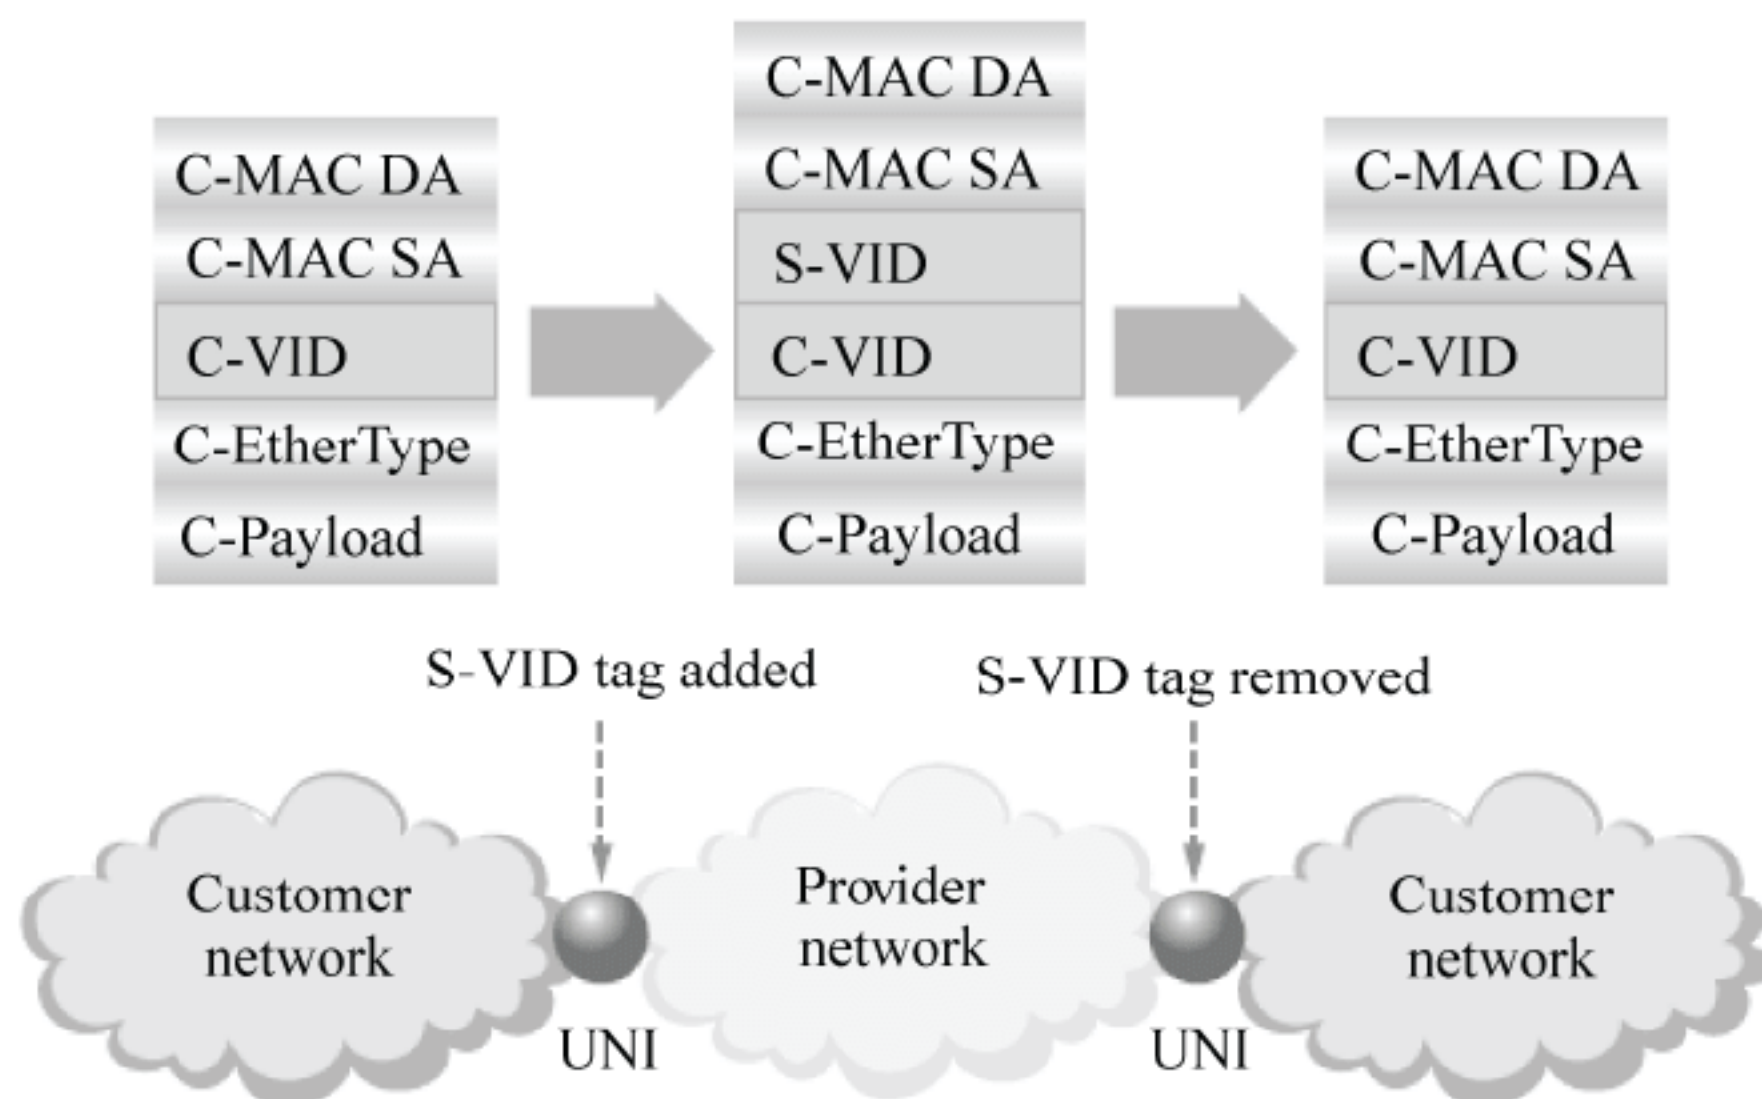 C-MAC DA
C-MAC SA
C-VID
C-EtherType
C-Payload
C-MAC DA
C-MAC SA
S-VID
C-VID
C-EtherType
C-Payload
C-MAC DA
C-MAC SA
C-VID
C-EtherType
C-Payload
S-VID tag added
S-VID tag removed
Customer
network
Provider
network
Customer
network
UNI
UNI